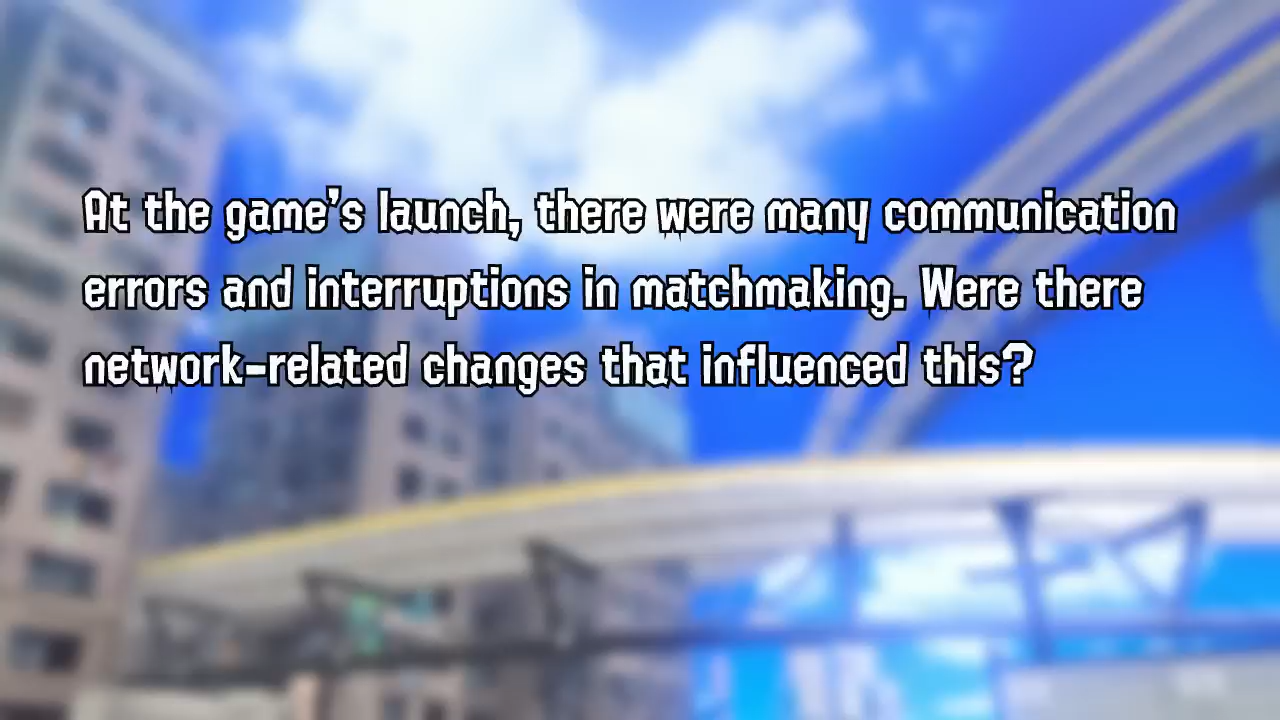 At the game's launch, there were many communication
errors and interruptions in matchmaking. Were there
network-related changes that influenced this?